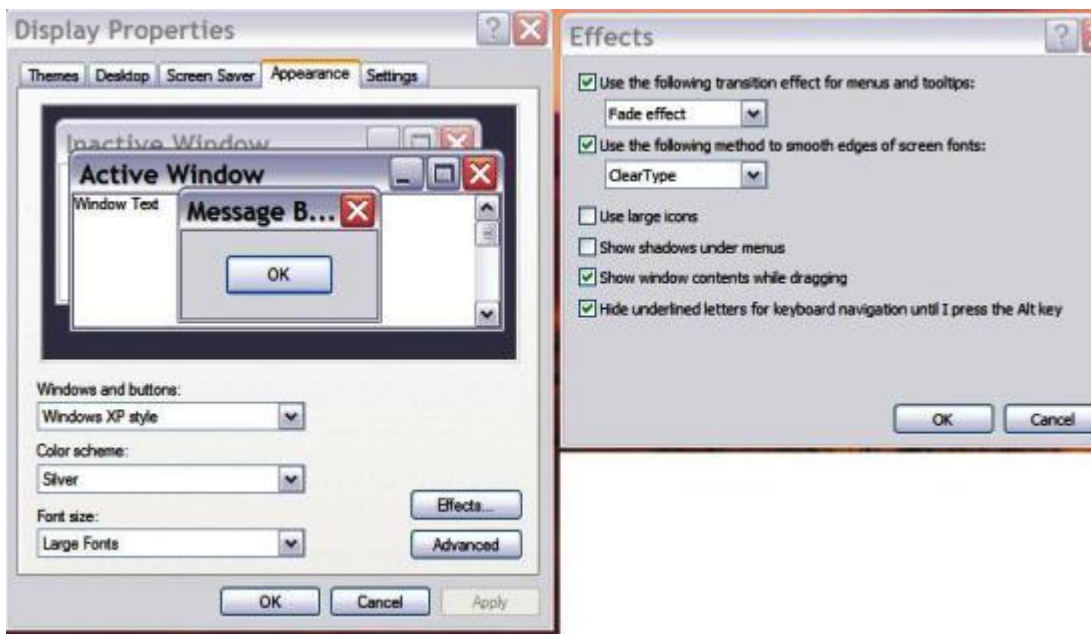 Display Properties
Themes Desktop Screen Saver Appearance Settings
Inactive Window
Active Window
Window Text
Message B...
OK
Windows and buttons:
Windows XP style
Color scheme:
Silver
Font size:
Large Fonts
Effects...
Advanced
OK Cancel Apply
Effects
Use the following transition effect for menus and tooltips:
Fade effect
Use the following method to smooth edges of screen fonts:
ClearType
Use large icons
Show shadows under menus
Show window contents while dragging
Hide underlined letters for keyboard navigation until I press the Alt key
OK Cancel